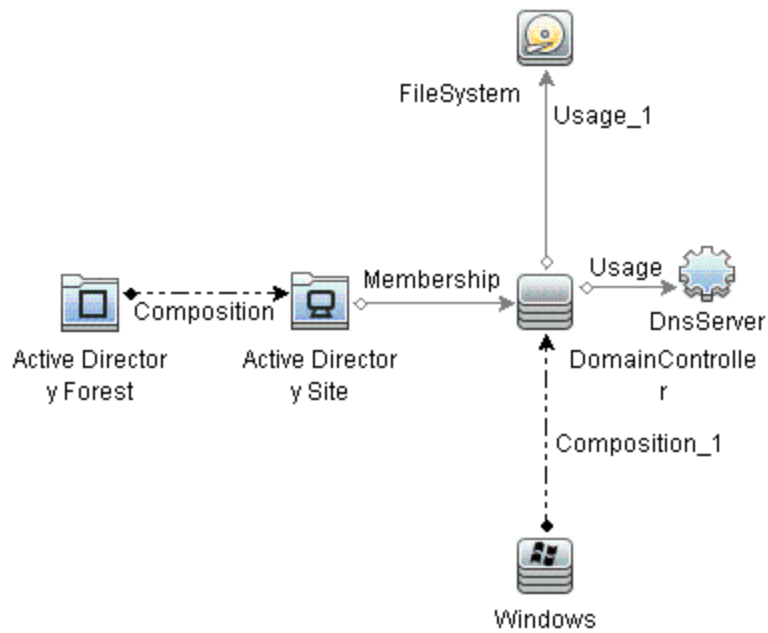 FileSystem
Usage_1
Membership
Usage
Composition
DnsServer
Active Director
y Forest
Active Director
y Site
DomainControlle
r
Composition_1
Windows